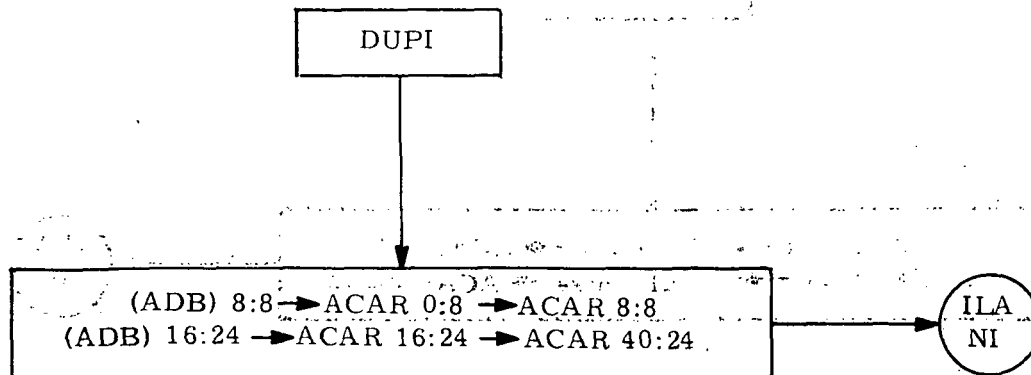 DUPI
(ADB) 8:8 → ACAR 0:8 → ACAR 8:8
(ADB) 16:24 → ACAR 16:24 → ACAR 40:24
ILA
NI